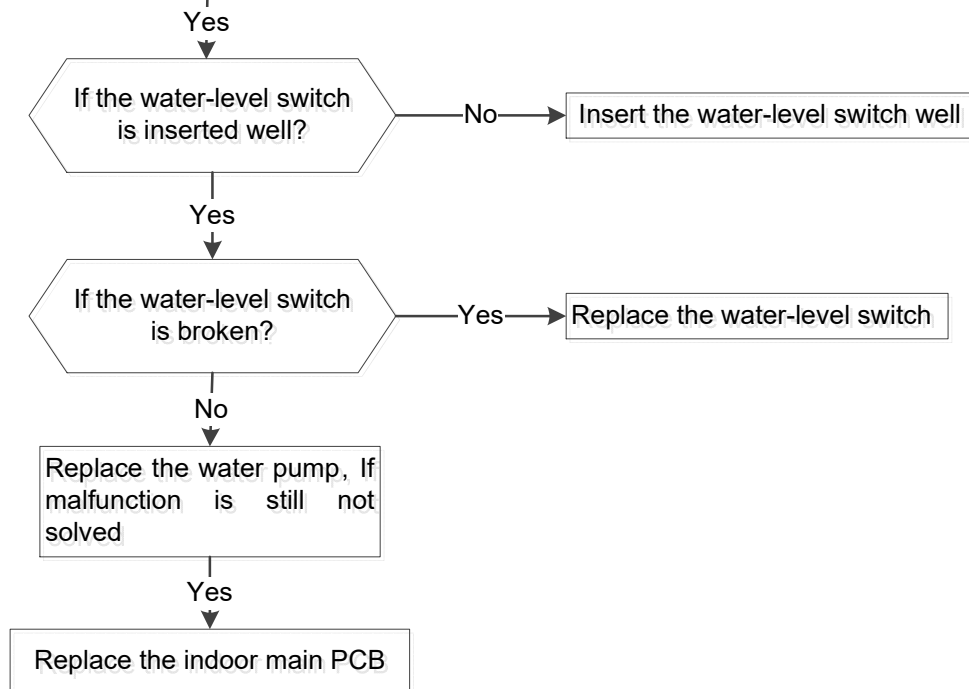 Yes
If the water-level switch
is inserted well?
No
Insert the water-level switch well
Yes
If the water-level switch
is broken?
Yes
Replace the water-level switch
No
Replace the water pump, If
malfunction is still not
solved
Yes
Replace the indoor main PCB